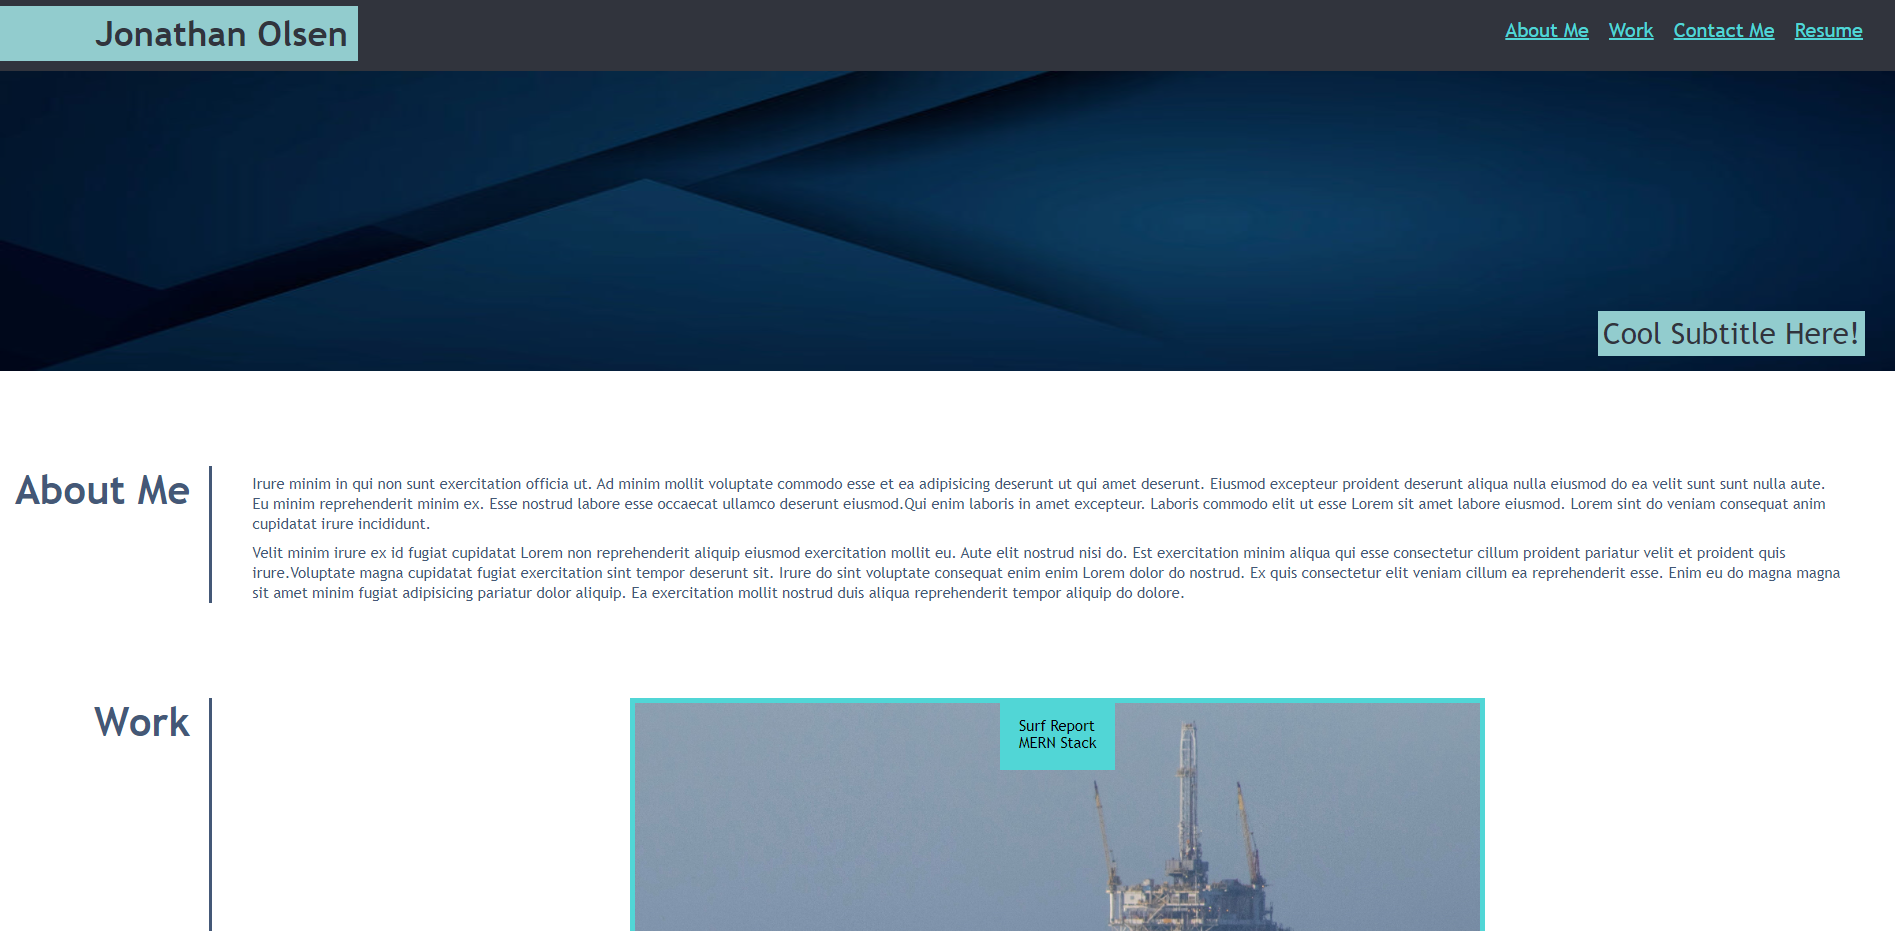 Jonathan Olsen
About Me Work Contact Me Resume
Cool Subtitle Here!
About Me
Irure minim in qui non sunt exercitation officia ut. Ad minim mollit voluptate commodo esse et ea adipisicing deserunt ut qui amet deserunt. Eiusmod excepteur proident deserunt aliqua nulla eiusmod do ea velit sunt sunt nulla aute.
Eu minim reprehenderit minim ex. Esse nostrud labore esse occaecat ullamco deserunt eiusmod.Qui enim laboris in amet excepteur. Laboris commodo elit ut esse Lorem sit amet labore eiusmod. Lorem sint do veniam consequat anim
cupidatat irure incididunt.
Velit minim irure ex id fugiat cupidatat Lorem non reprehenderit aliquip eiusmod exercitation mollit eu. Aute elit nostrud nisi do. Est exercitation minim aliqua qui esse consectetur cillum proident pariatur velit et proident quis
irure.Voluptate magna cupidatat fugiat exercitation sint tempor deserunt sit. Irure do sint voluptate consequat enim enim Lorem dolor do nostrud. Ex quis consectetur elit veniam cillum ea reprehenderit esse. Enim eu do magna magna
sit amet minim fugiat adipisicing pariatur dolor aliquip. Ea exercitation mollit nostrud duis aliqua reprehenderit tempor aliquip do dolore.
Work
Surf Report
MERN Stack